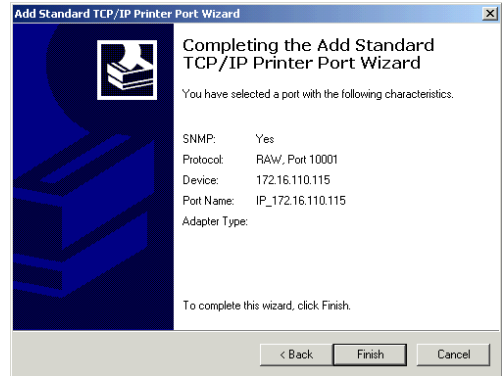 Add Standard TCP/IP Printer Port Wizard
Completing the Add Standard
TCP/IP Printer Port Wizard
You have selected a port with the following characteristics.
SNMP: Yes
Protocol: RAW, Port 10001
Device: 172.16.110.115
Port Name: IP_172.16.110.115
Adapter Type:
To complete this wizard, click Finish.
< Back Finish Cancel